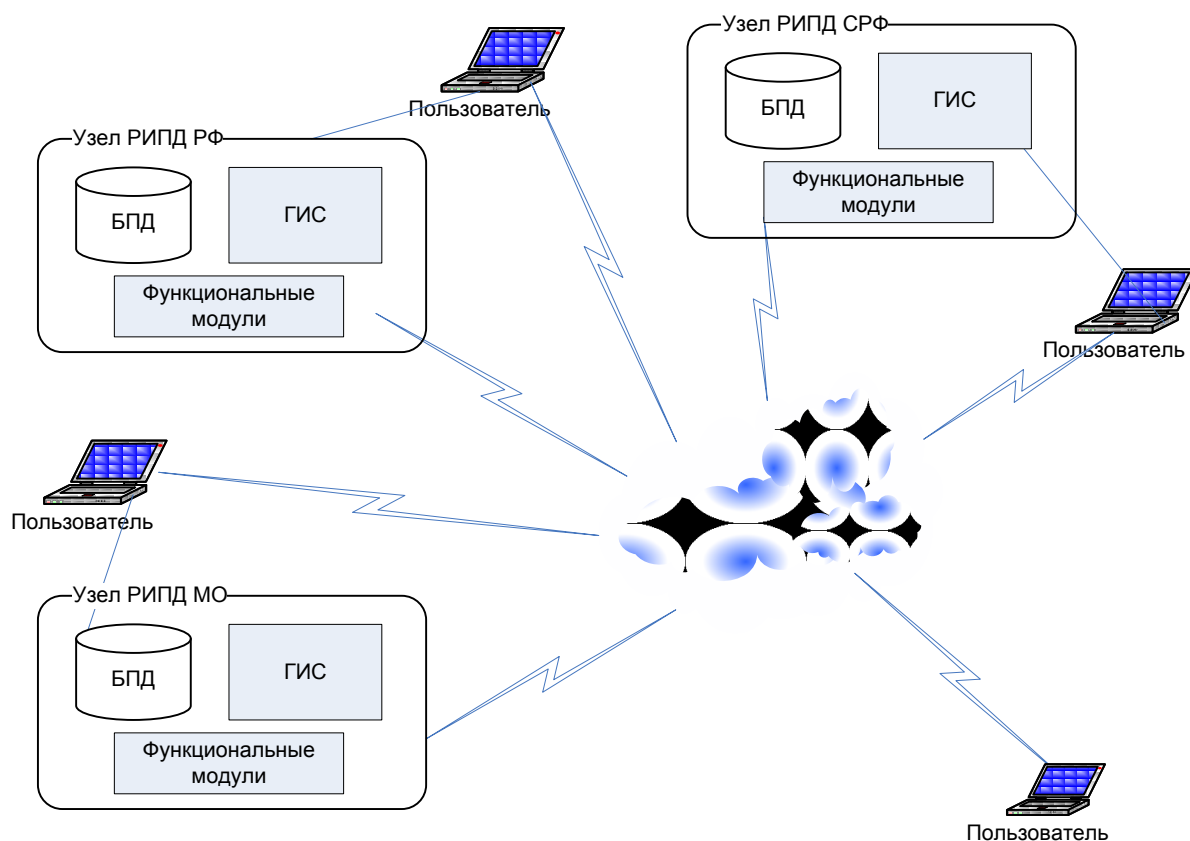 Узел РИПД СРФ
БПД
ГИС
Функциональные
модули
Пользователь
Узел РИПД РФ
БПД
ГИС
Функциональные
модули
Пользователь
Пользователь
Узел РИПД МО
БПД
ГИС
Функциональные
модули
Пользователь